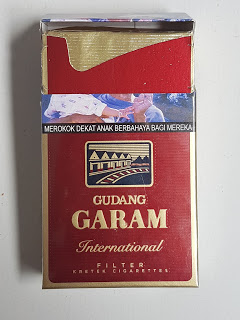 MEROKOK DEKAT ANAK BERBAHAYA BAGI MEREKA
GUDANG
GARAM
International
FILTER
KRETEK CIGARETTES